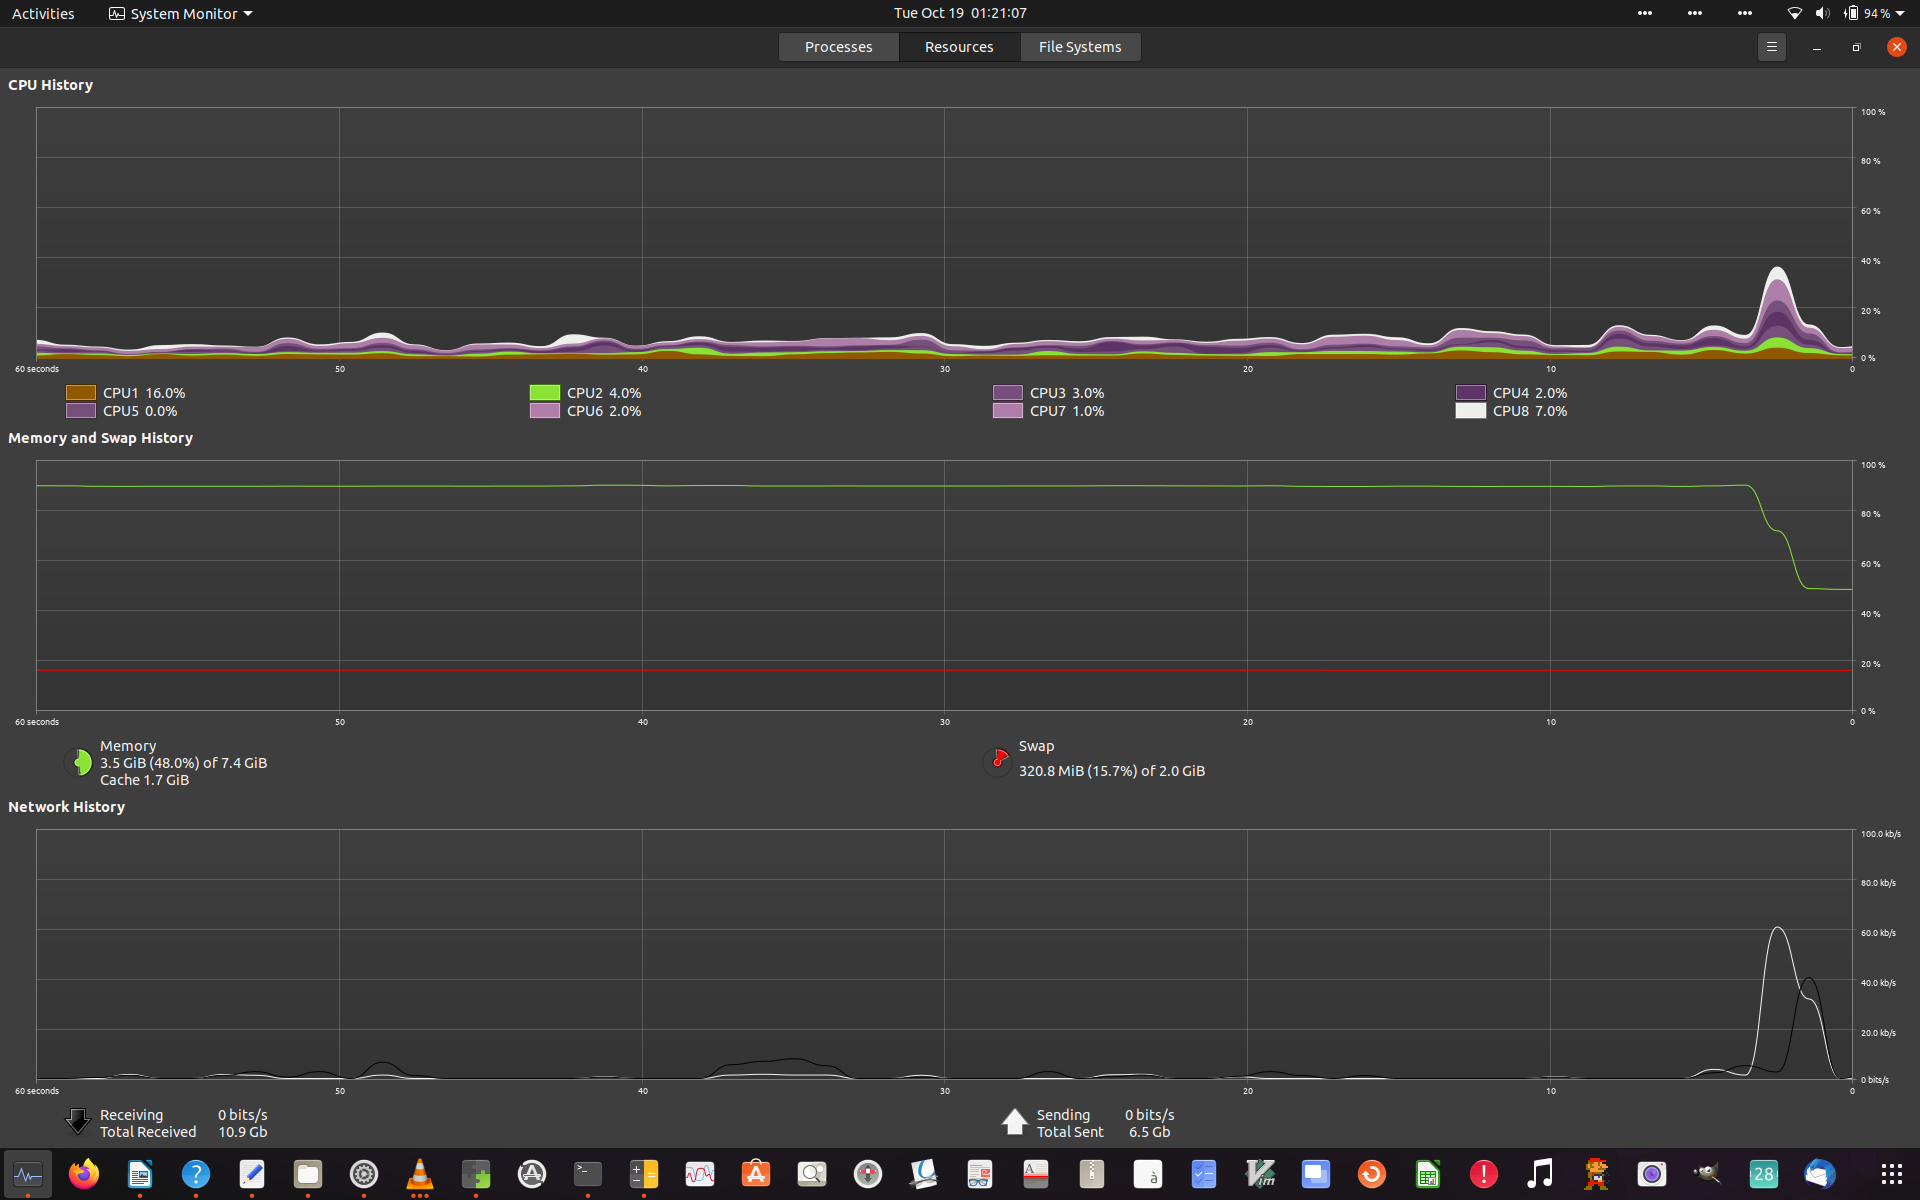 Activities
System Monitor
Tue Oct 19 01:21:07
94 %
Processes
Resources
File Systems
CPU History
100 %
80 %
60 %
40 %
20 %
0 %
60 seconds
50
40
30
20
10
0
CPU1 16.0%
CPU2 4.0%
CPU3 3.0%
CPU4 2.0%
CPU5 0.0%
CPU6 2.0%
CPU7 1.0%
CPU8 7.0%
Memory and Swap History
100 %
80 %
60 %
40 %
20 %
0 %
60 seconds
50
40
30
20
10
0
Memory
3.5 GiB (48.0%) of 7.4 GiB
Cache 1.7 GiB
Swap
320.8 MiB (15.7%) of 2.0 GiB
Network History
100.0 kb/s
80.0 kb/s
60.0 kb/s
40.0 kb/s
20.0 kb/s
0 bits/s
60 seconds
50
40
30
20
10
0
Receiving 0 bits/s
Total Received 10.9 Gb
Sending 0 bits/s
Total Sent 6.5 Gb
?
>_
A
à
Vim
!
28